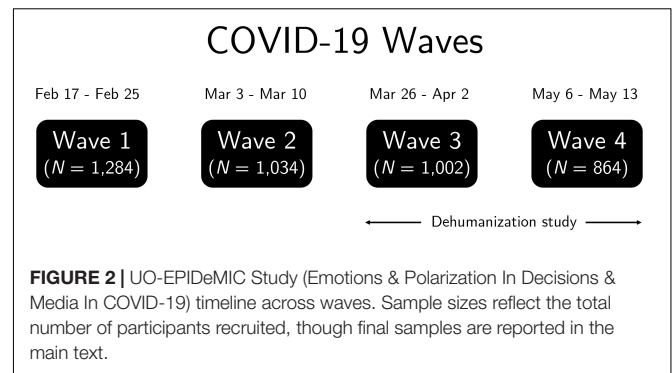 COVID-19 Waves
Feb 17 - Feb 25
Mar 3 - Mar 10
Mar 26 - Apr 2
May 6 - May 13
Wave 1
(N = 1,284)
Wave 2
(N = 1,034)
Wave 3
(N = 1,002)
Wave 4
(N = 864)
Dehumanization study
FIGURE 2 | UO-EPIDeMIC Study (Emotions & Polarization In Decisions &
Media In COVID-19) timeline across waves. Sample sizes reflect the total
number of participants recruited, though final samples are reported in the
main text.